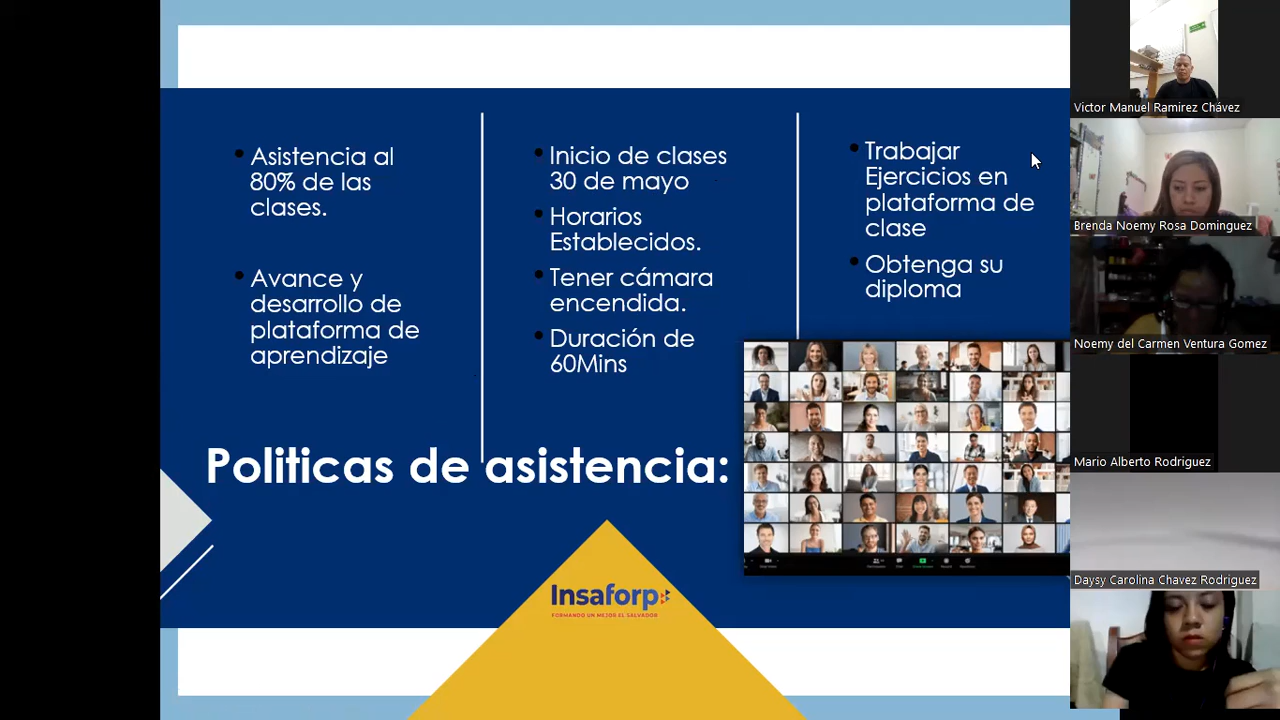 Asistencia al
80% de las
clases.
Avance y
desarrollo de
plataforma de
aprendizaje
Inicio de clases
30 de mayo
Horarios
Establecidos.
Tener cámara
encendida.
Duración de
60Mins
Trabajar
Ejercicios en
plataforma de
clase
Obtenga su
diploma
Politicas de asistencia:
Insaforp
FORMANDO UN MEJOR EL SALVADOR
Victor Manuel Ramirez Chávez
Brenda Noemy Rosa Dominguez
Noemy del Carmen Ventura Gomez
Mario Alberto Rodriguez
Daysy Carolina Chavez Rodriguez